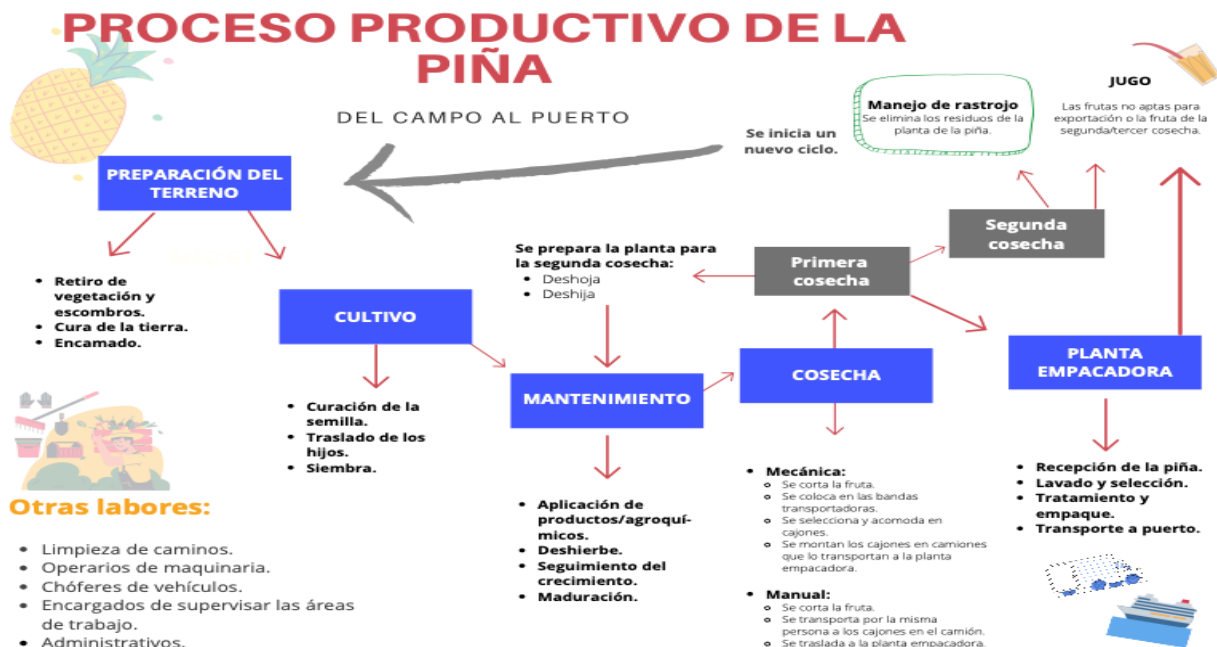 PROCESO PRODUCTIVO DE LA
PIÑA
DEL CAMPO AL PUERTO
Se inicia un
nuevo ciclo.
Manejo de rastrojo
Se elimina los residuos de la
planta de la piña.
JUGO
Las frutas no aptas para
exportación o la fruta de la
segunda/tercer cosecha.
PREPARACIÓN DEL
TERRENO
• Retiro de
vegetación y
escombros.
• Cura de la tierra.
• Encamado.
CULTIVO
• Curación de la
semilla.
• Traslado de los
hijos.
• Siembra.
Se prepara la planta para
la segunda cosecha:
• Deshoja
• Deshija
MANTENIMIENTO
• Aplicación de
productos/agroquí-
micos.
• Deshierbe.
• Seguimiento del
crecimiento.
• Maduración.
Primera
cosecha
Segunda
cosecha
COSECHA
• Mecánica:
Se corta la fruta.
Se coloca en las bandas
transportadoras.
Se selecciona y acomoda en
cajones.
Se montan los cajones en camiones
que lo transportan a la planta
empacadora.
• Manual:
Se corta la fruta.
Se transporta por la misma
persona a los cajones en el camión.
Se traslada a la planta empacadora.
PLANTA
EMPACADORA
• Recepción de la piña.
• Lavado y selección.
• Tratamiento y
empaque.
• Transporte a puerto.
Otras labores:
• Limpieza de caminos.
• Operarios de maquinaria.
• Chóferes de vehículos.
• Encargados de supervisar las áreas
de trabajo.
• Administrativos.